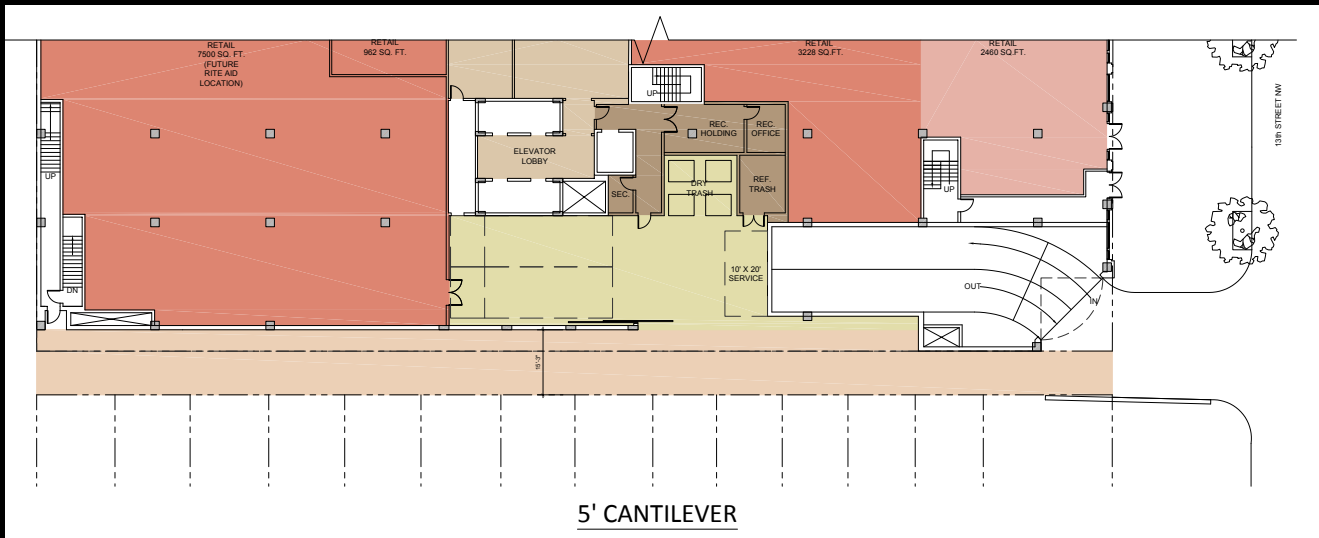 RETAIL
7500 SQ. FT.
(FUTURE
RITE AID
LOCATION)
RETAIL
962 SQ. FT.
RETAIL
3228 SQ.FT.
RETAIL
2460 SQ.FT.
UP
13th STREET NW
REC.
HOLDING
REC.
OFFICE
ELEVATOR
LOBBY
UP
SEC.
DRY
TRASH
REF.
TRASH
UP
10' X 20'
SERVICE
DN
OUT
IN
15'-3"
5' CANTILEVER